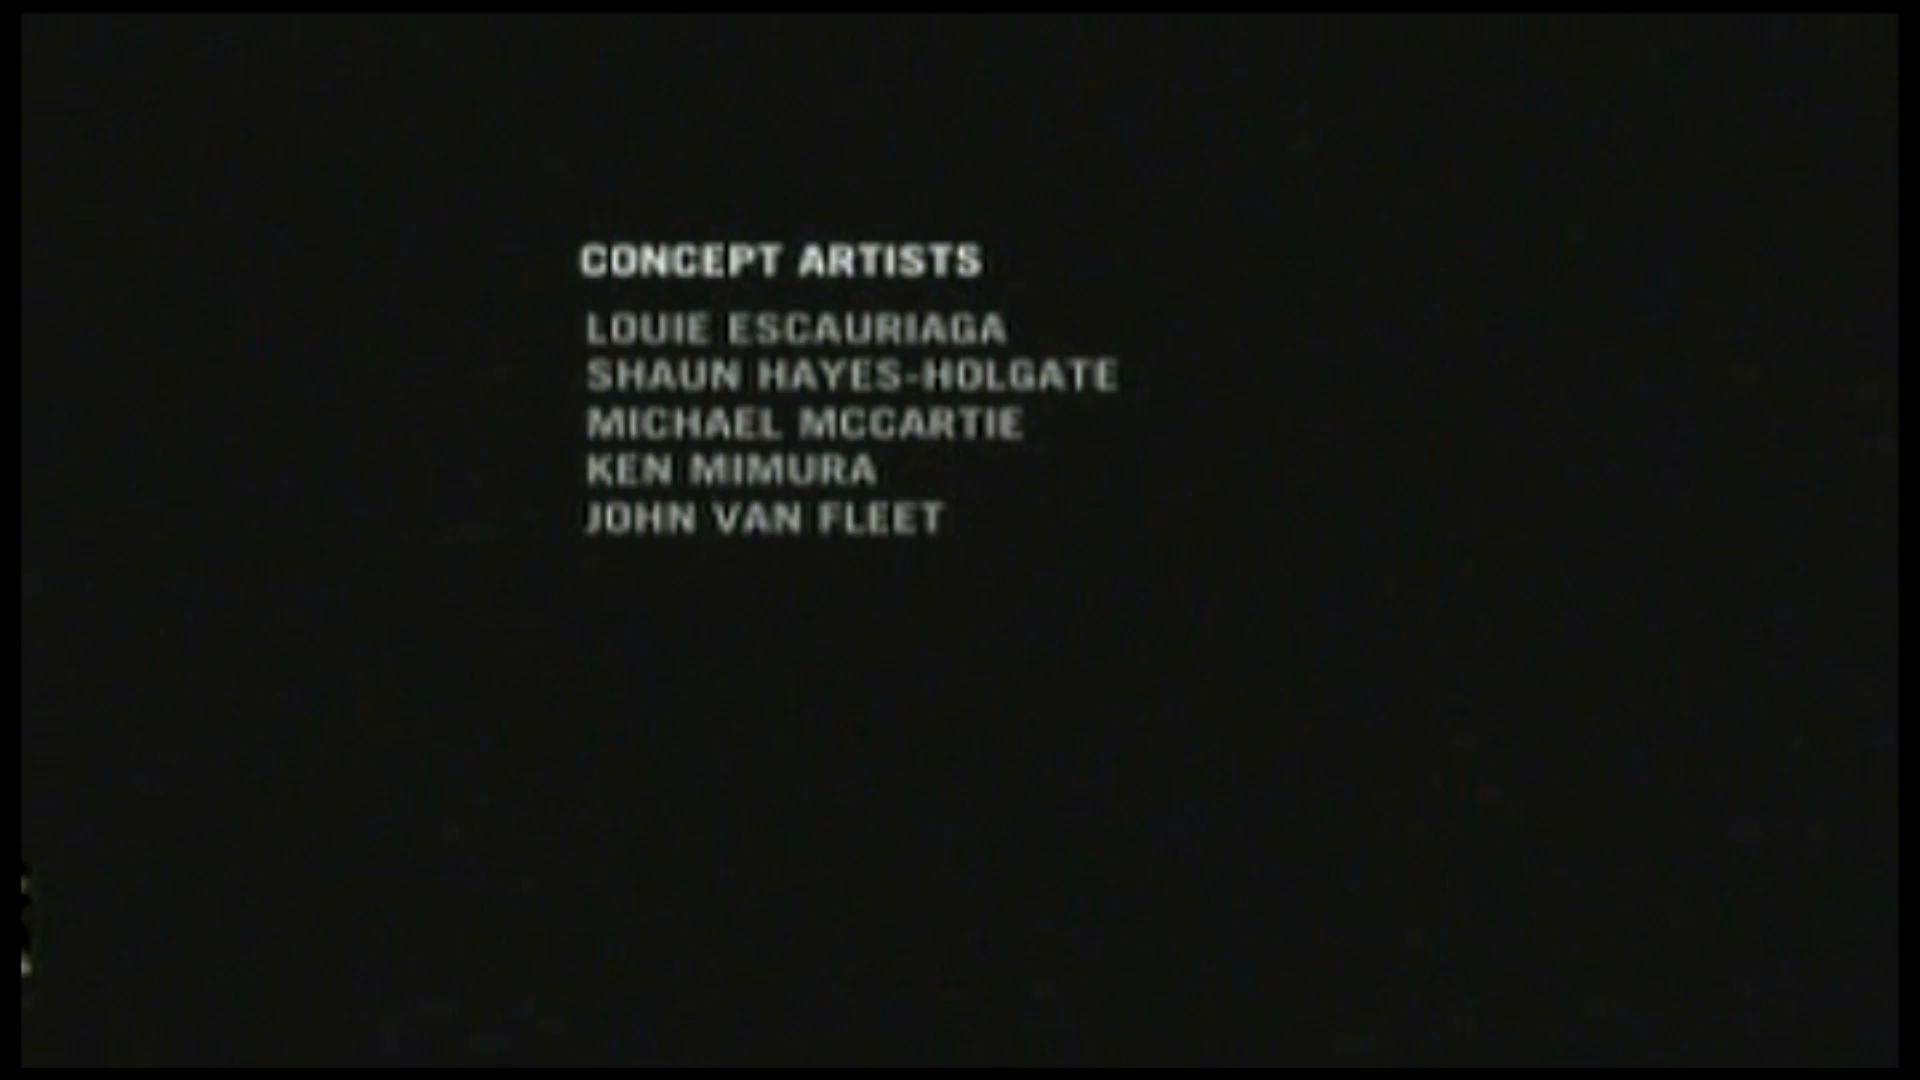 CONCEPT ARTISTS
LOUIE ESCAURIAGA
SHAUN HAYES-HOLGATE
MICHAEL MCCARTIE
KEN MIMURA
JOHN VAN FLEET